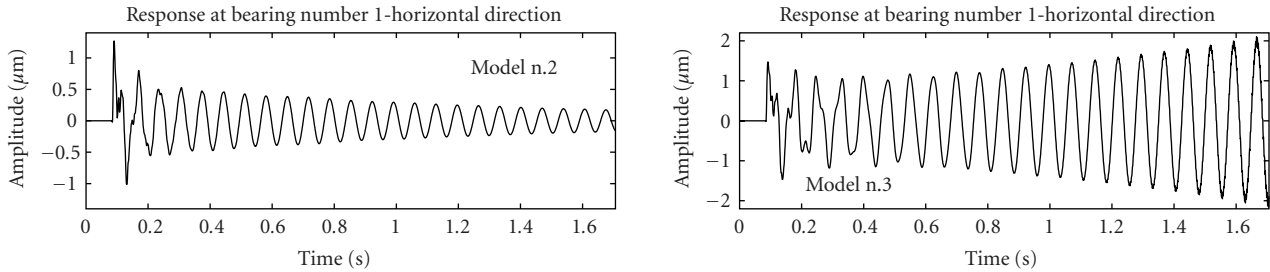 Response at bearing number 1-horizontal direction
Amplitude (μm)
1
0.5
0
−0.5
−1
Model n.2
0 0.2 0.4 0.6 0.8 1 1.2 1.4 1.6
Time (s)
Response at bearing number 1-horizontal direction
Amplitude (μm)
2
1
0
−1
−2
Model n.3
0 0.2 0.4 0.6 0.8 1 1.2 1.4 1.6
Time (s)